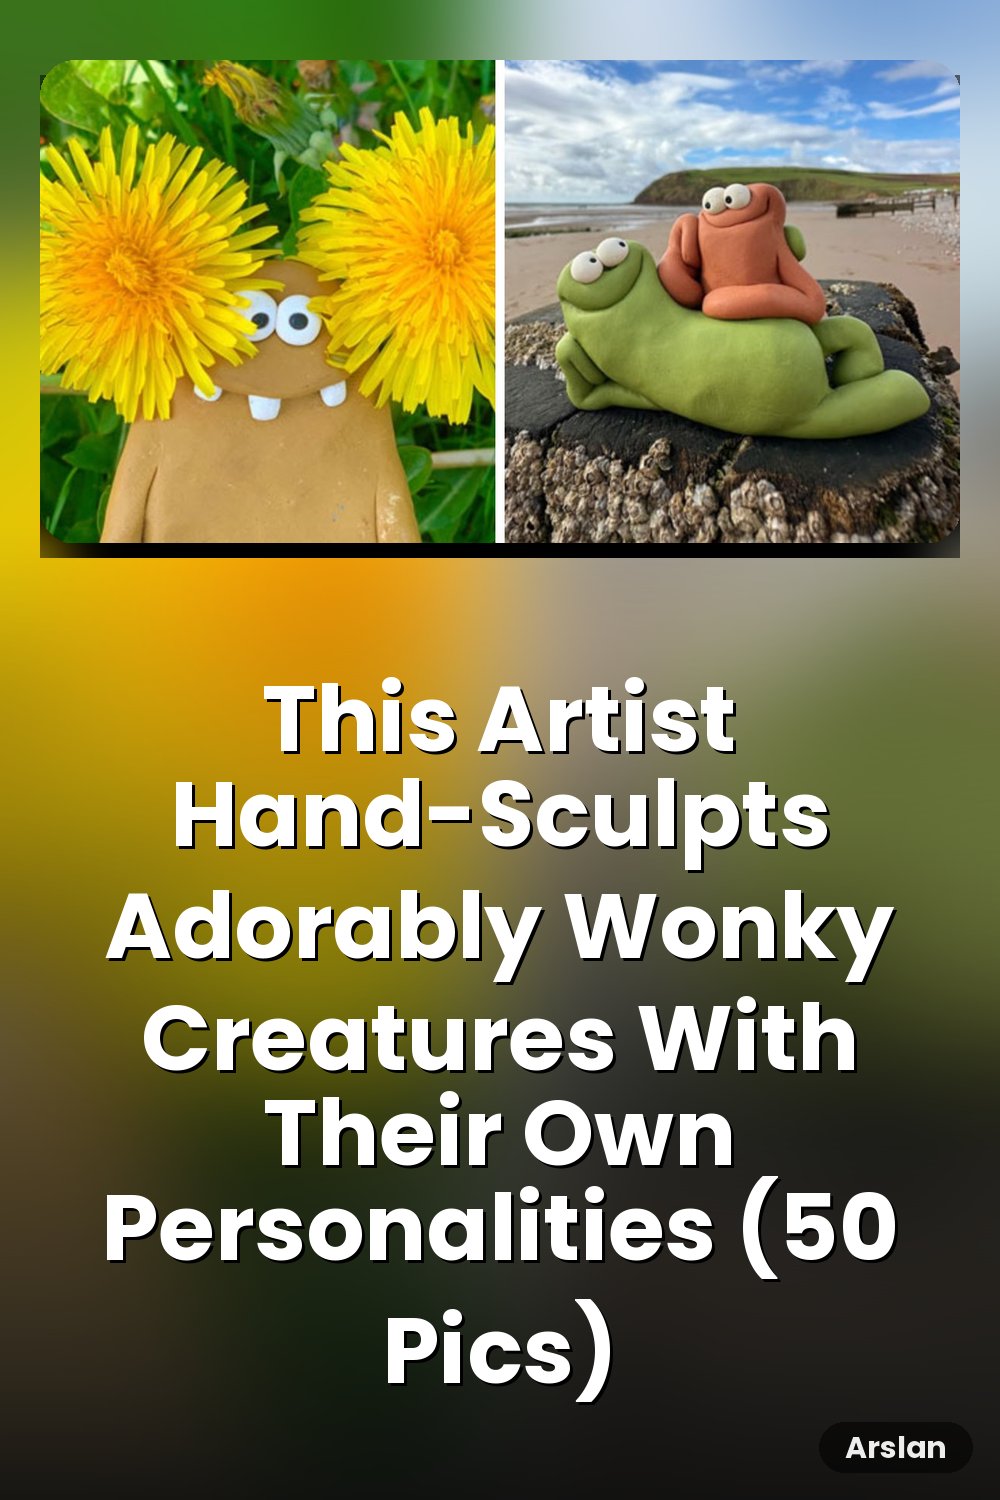 This Artist
Hand-Sculpts
Adorably Wonky
Creatures With
Their Own
Personalities (50
Pics)
Arslan